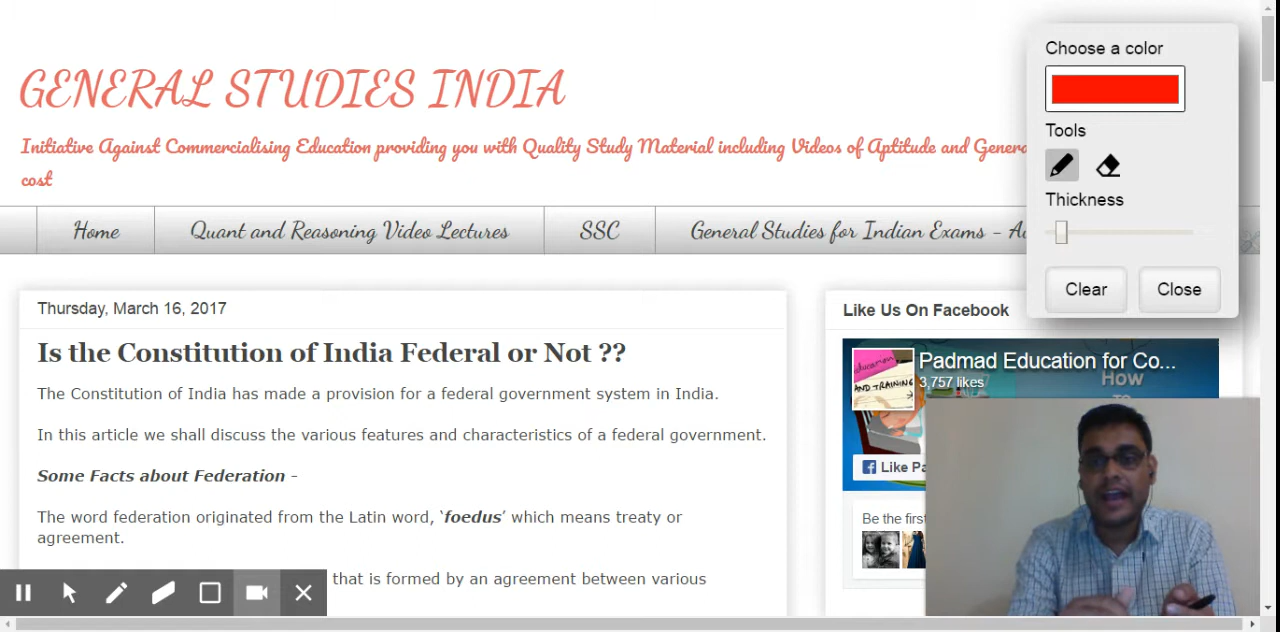 GENERAL STUDIES INDIA
Initiative Against Commercialising Education providing you with Quality Study Material including Videos of Aptitude and
cost
Home
Quant and Reasoning Video Lectures
SSC
General Studies for Indian Exams -
Choose a color
Tools
Thickness
Clear
Close
Thursday, March 16, 2017
Is the Constitution of India Federal or Not ??
The Constitution of India has made a provision for a federal government system in India.
In this article we shall discuss the various features and characteristics of a federal government.
Some Facts about Federation -
The word federation originated from the Latin word, ‘foedus’ which means treaty or
agreement.
that is formed by an agreement between various
Like Us On Facebook
education
AND TRAINING
Padmad Education for Co...
3,757 likes
How
TO
Like
Be the first